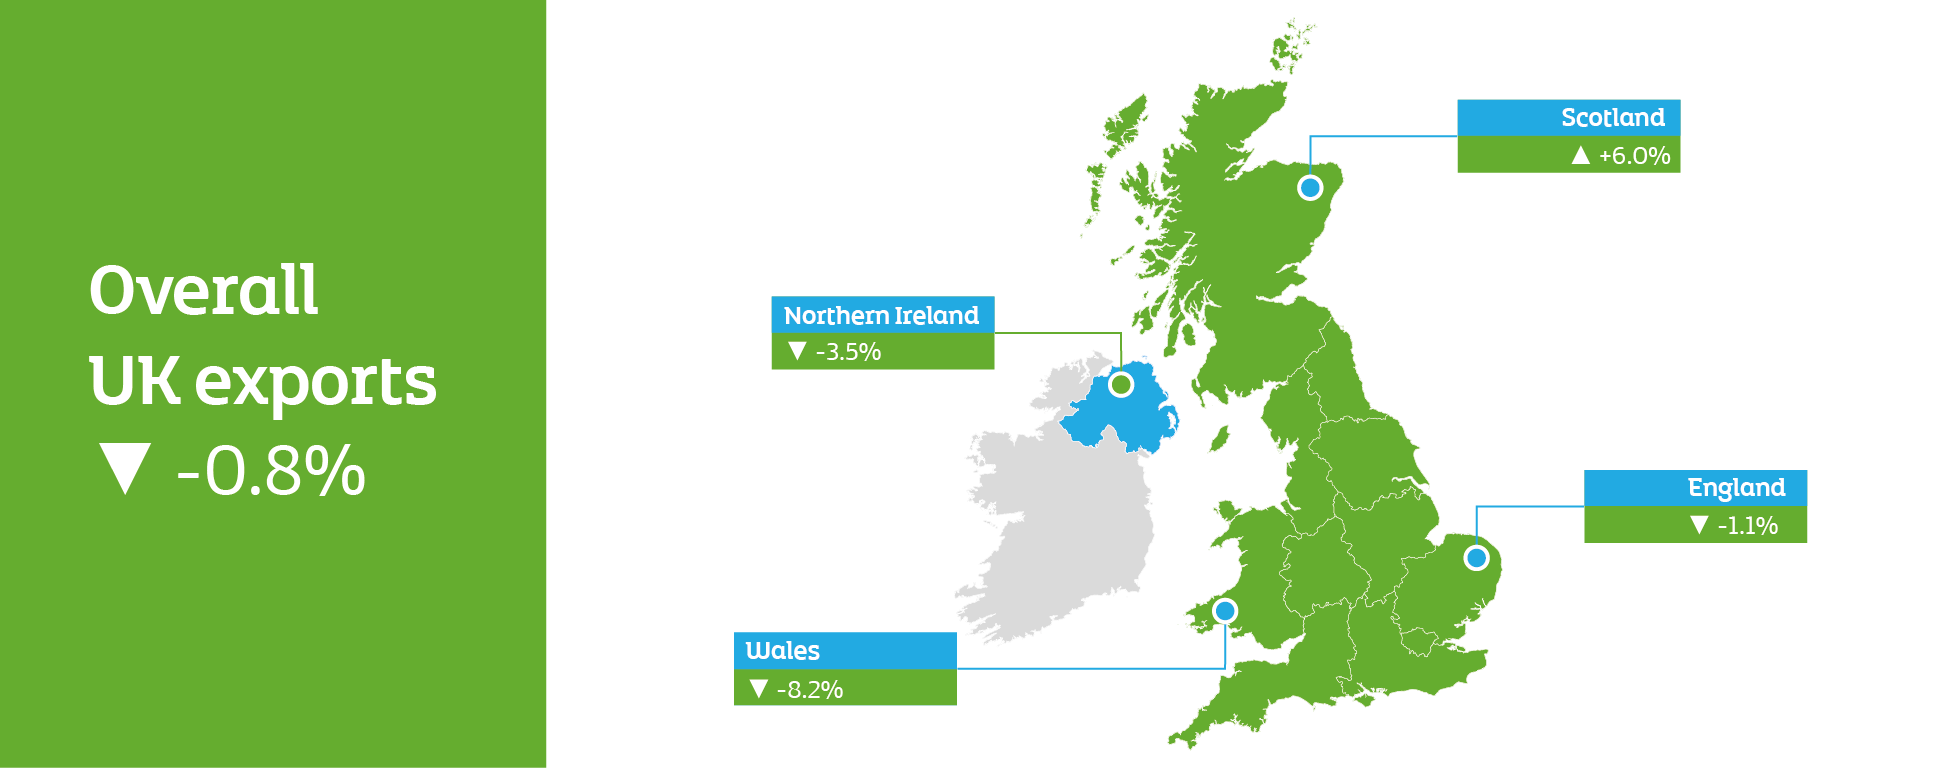 Overall
UK exports
▼ -0.8%
Scotland
▲ +6.0%
Northern Ireland
▼ -3.5%
England
▼ -1.1%
Wales
▼ -8.2%